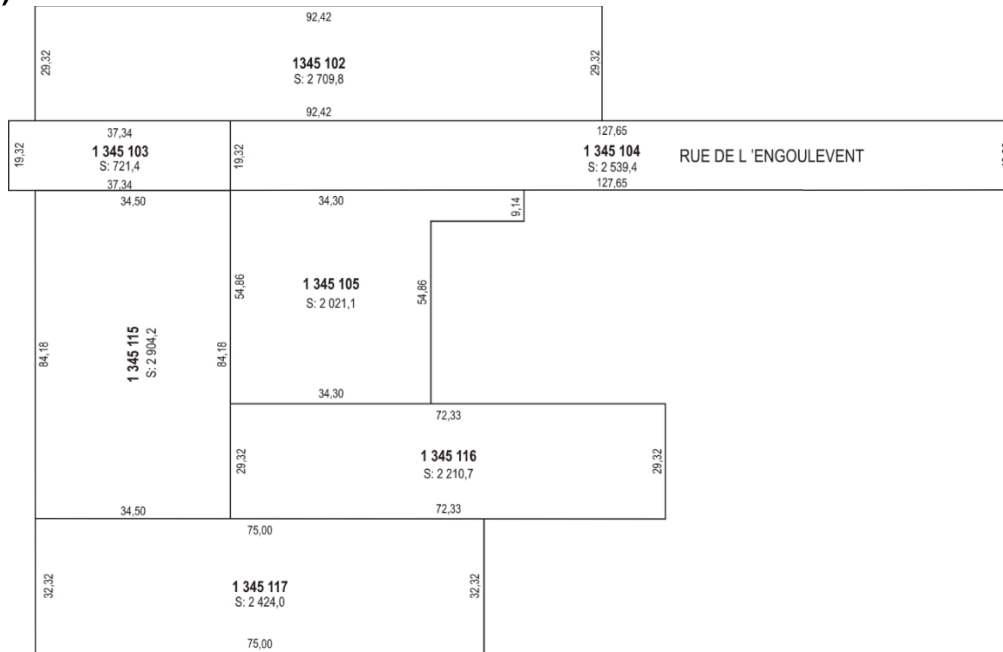 )
92,42
29,32
1345 102
S: 2 709,8
29,32
92,42
19,32
37,34
1 345 103
S: 721,4
37,34
19,32
127,65
1 345 104
S: 2 539,4
127,65
RUE DE L 'ENGOULEVENT
34,50
84,18
1 345 115
S: 2 904,2
84,18
34,50
34,30
9,14
54,86
1 345 105
S: 2 021,1
54,86
34,30
72,33
29,32
1 345 116
S: 2 210,7
29,32
72,33
75,00
32,32
1 345 117
S: 2 424,0
32,32
75,00